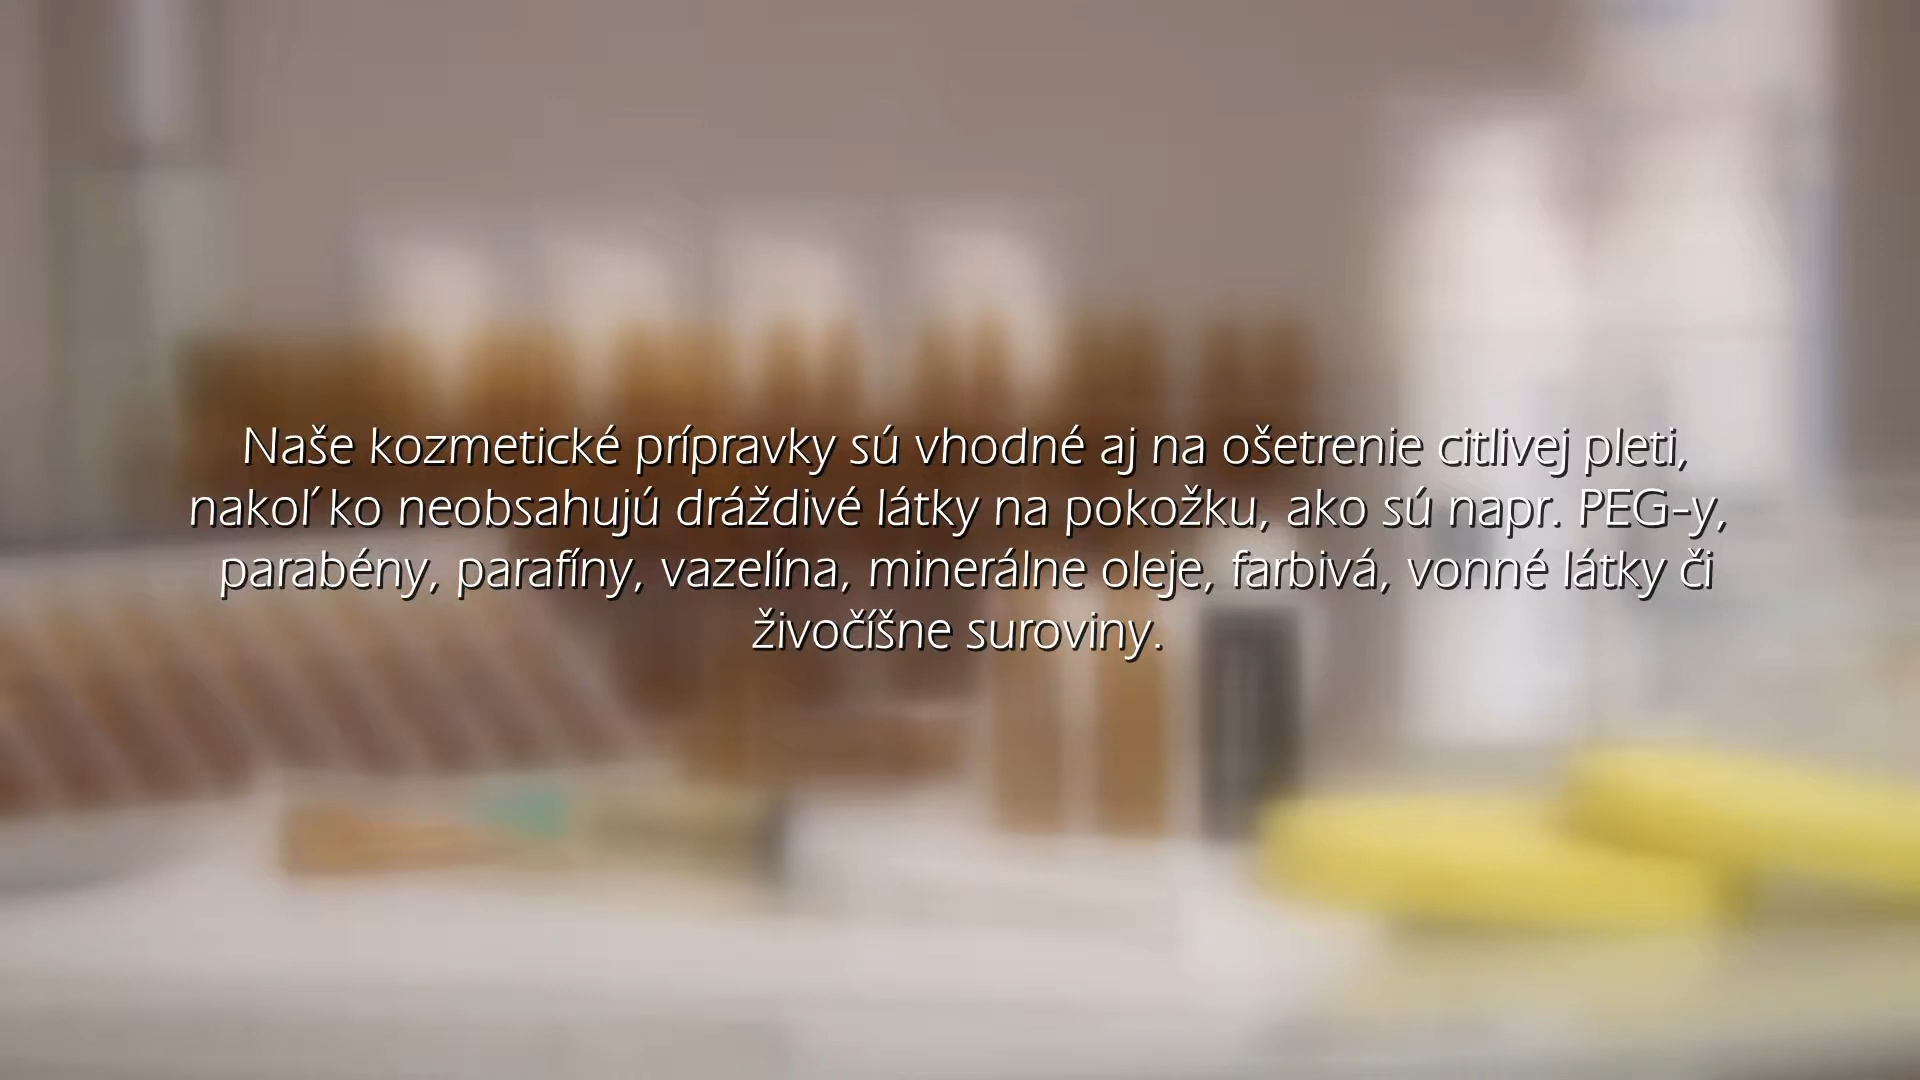 Naše kozmetické prípravky sú vhodné aj na ošetrenie citlivej pleti,
nakoľko neobsahujú dráždivé látky na pokožku, ako sú napr. PEG-y,
parabény, parafíny, vazelína, minerálne oleje, farbivá, vonné látky či
živočíšne suroviny.